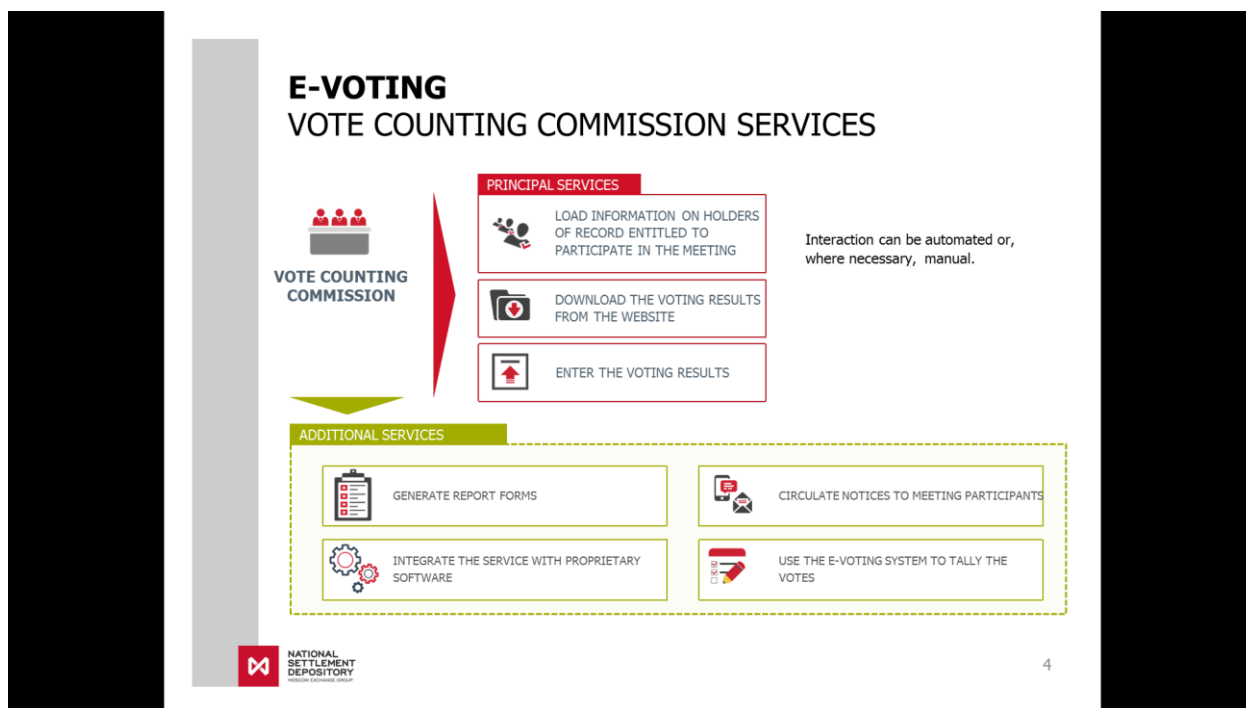 E-VOTING
VOTE COUNTING COMMISSION SERVICES
VOTE COUNTING
COMMISSION
PRINCIPAL SERVICES
LOAD INFORMATION ON HOLDERS
OF RECORD ENTITLED TO
PARTICIPATE IN THE MEETING
DOWNLOAD THE VOTING RESULTS
FROM THE WEBSITE
ENTER THE VOTING RESULTS
Interaction can be automated or,
where necessary, manual.
ADDITIONAL SERVICES
GENERATE REPORT FORMS
CIRCULATE NOTICES TO MEETING PARTICIPANTS
INTEGRATE THE SERVICE WITH PROPRIETARY
SOFTWARE
USE THE E-VOTING SYSTEM TO TALLY THE
VOTES
NATIONAL
SETTLEMENT
DEPOSITORY
MOSCOW EXCHANGE GROUP
4